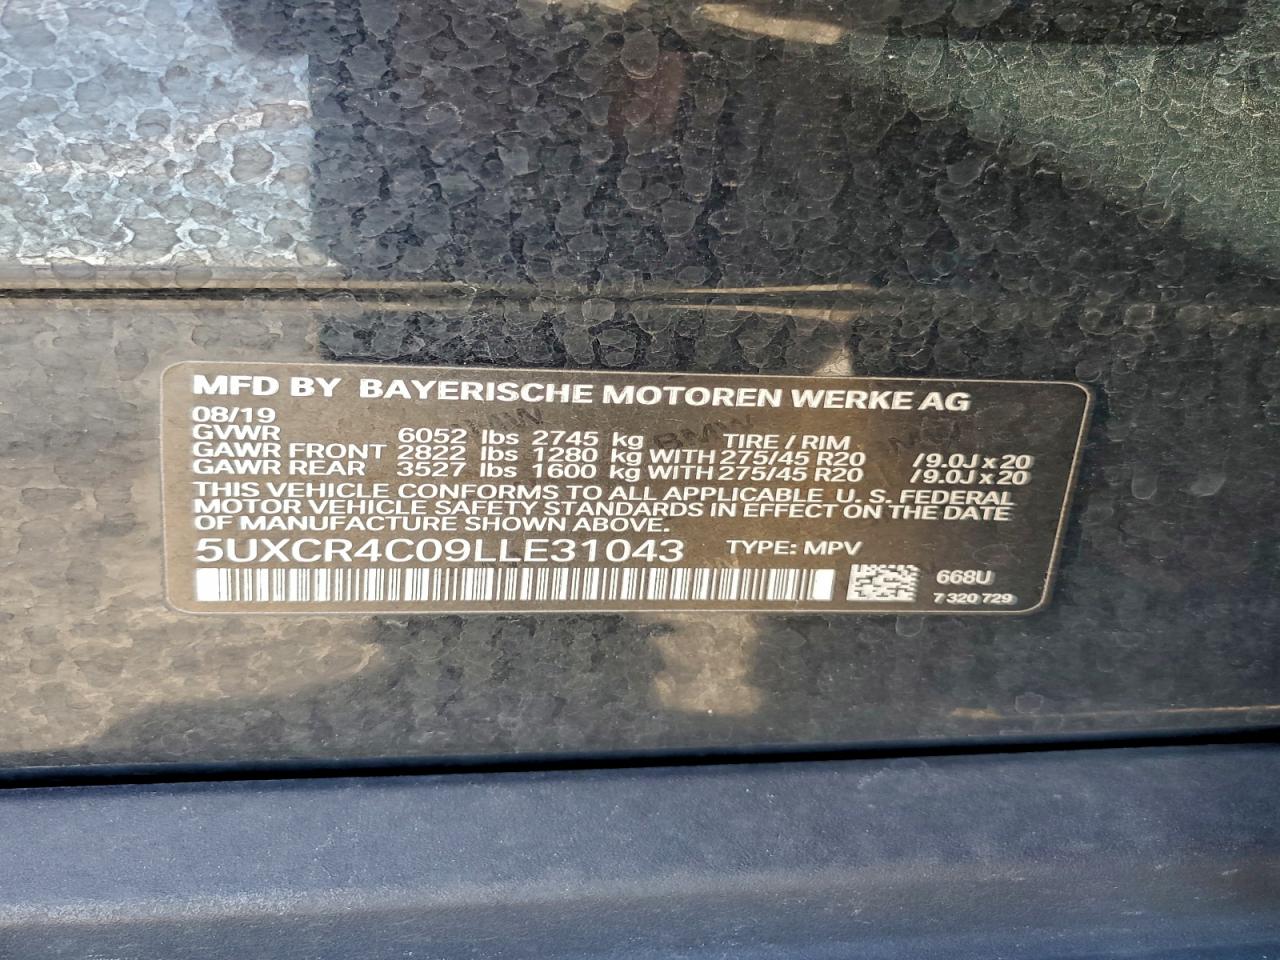 MFD BY BAYERISCHE MOTOREN WERKE AG
08/19
GVWR 6052 lbs 2745 kg TIRE / RIM
GAWR FRONT 2822 lbs 1280 kg WITH 275/45 R20 /9.0J x 20
GAWR REAR 3527 lbs 1600 kg WITH 275/45 R20 /9.0J x 20
THIS VEHICLE CONFORMS TO ALL APPLICABLE U. S. FEDERAL
MOTOR VEHICLE SAFETY STANDARDS IN EFFECT ON THE DATE
OF MANUFACTURE SHOWN ABOVE.
5UXCR4C09LLE31043 TYPE: MPV
668U
7 320 729